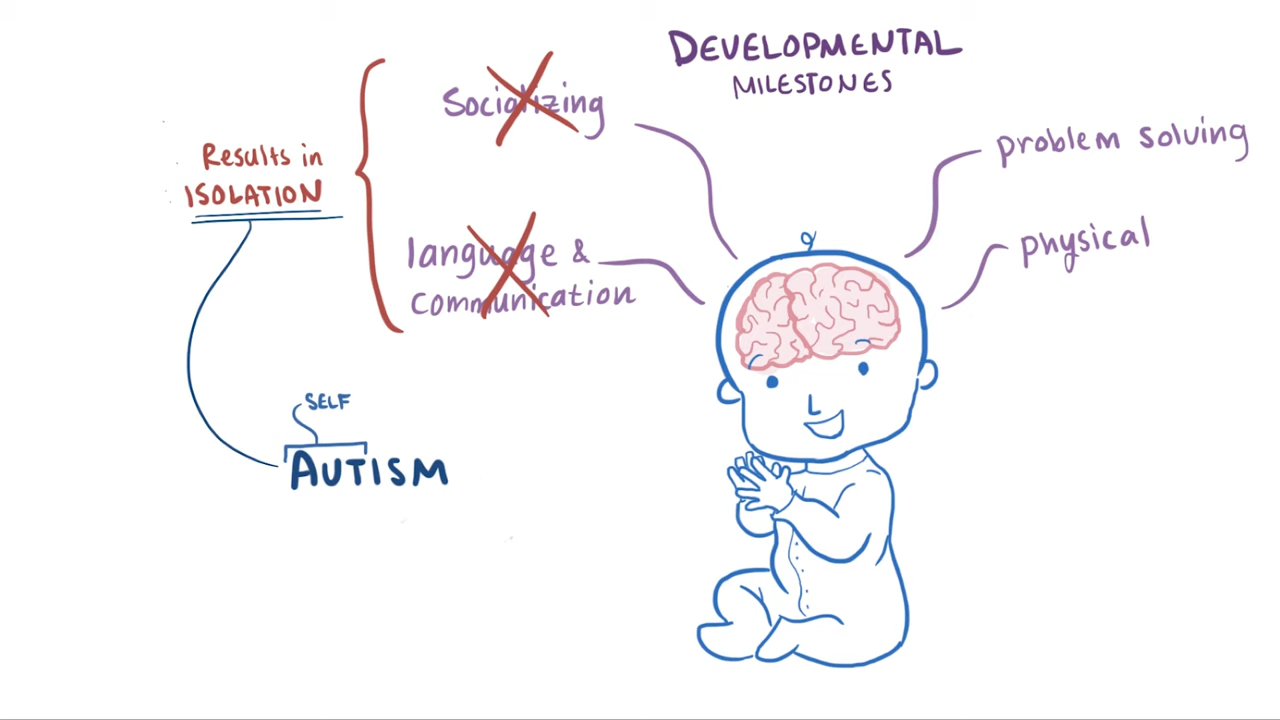 DEVELOPMENTAL
MILESTONES
Socializing
problem solving
Results in
ISOLATION
physical
language &
communication
SELF
AUTISM